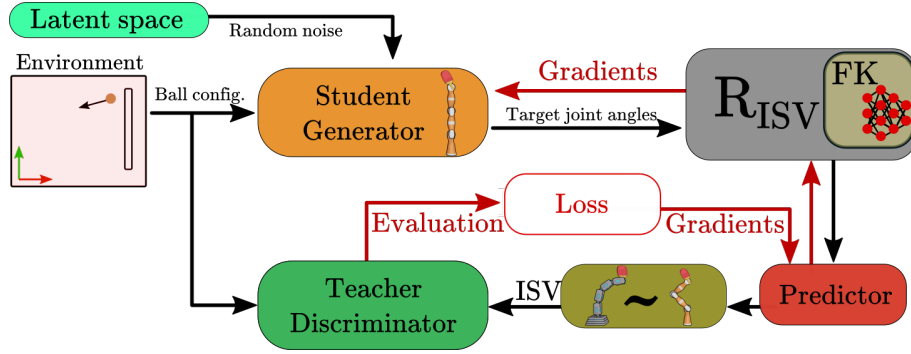 Latent space
Random noise
Environment
Ball config.
Student
Generator
Gradients
Target joint angles
R_ISV
FK
Evaluation
Loss
Gradients
Teacher
Discriminator
ISV
~
Predictor